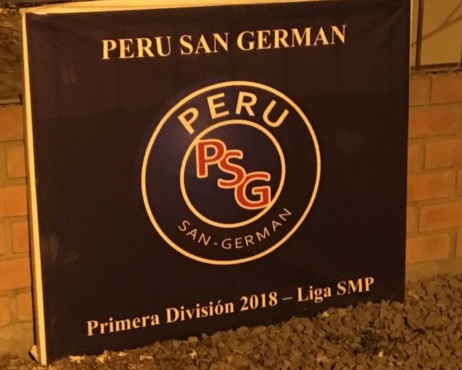 PERU SAN GERMAN
PERU
PSG
SAN-GERMAN
Primera División 2018 – Liga SMP